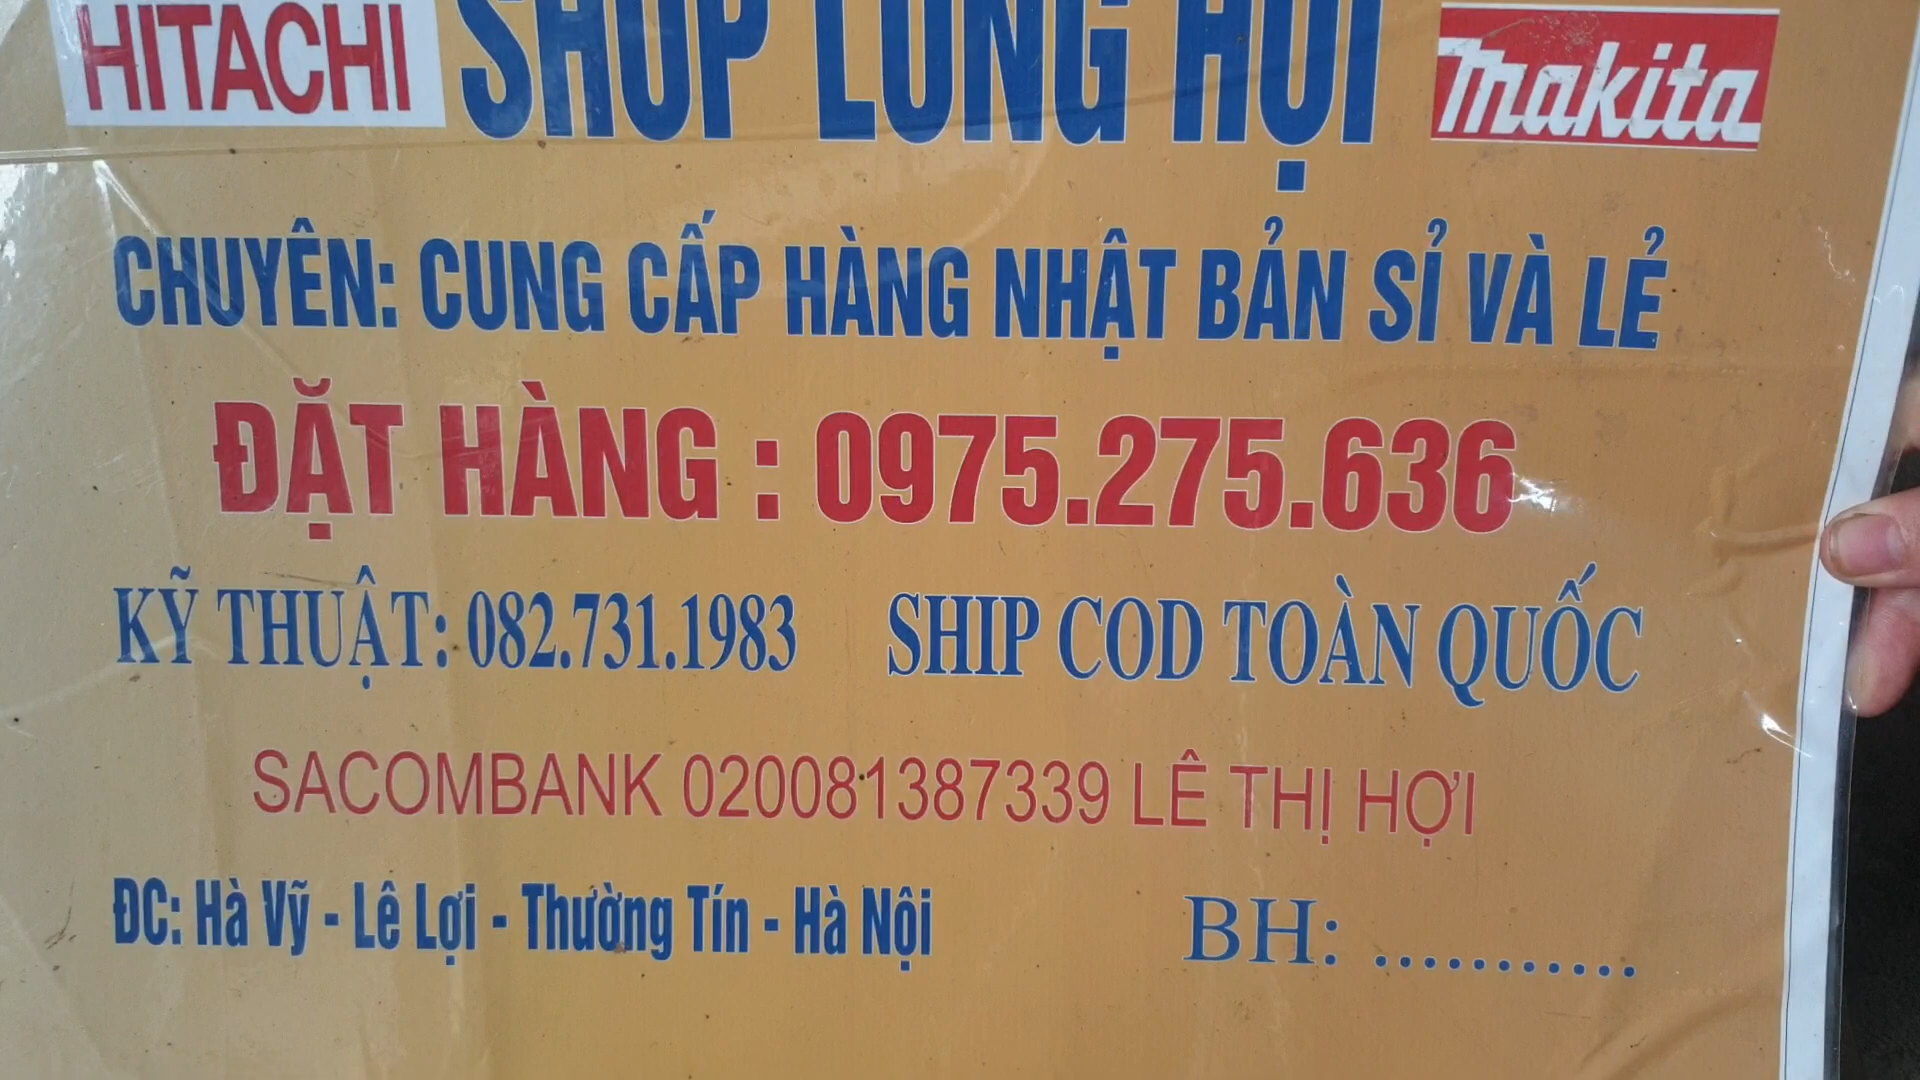 HITACHI SHOP LONG HỢI makita
CHUYÊN: CUNG CẤP HÀNG NHẬT BẢN SỈ VÀ LẺ
ĐẶT HÀNG : 0975.275.636
KỸ THUẬT: 082.731.1983 SHIP COD TOÀN QUỐC
SACOMBANK 020081387339 LÊ THỊ HỢI
ĐC: Hà Vỹ - Lê Lợi - Thường Tín - Hà Nội BH: ............